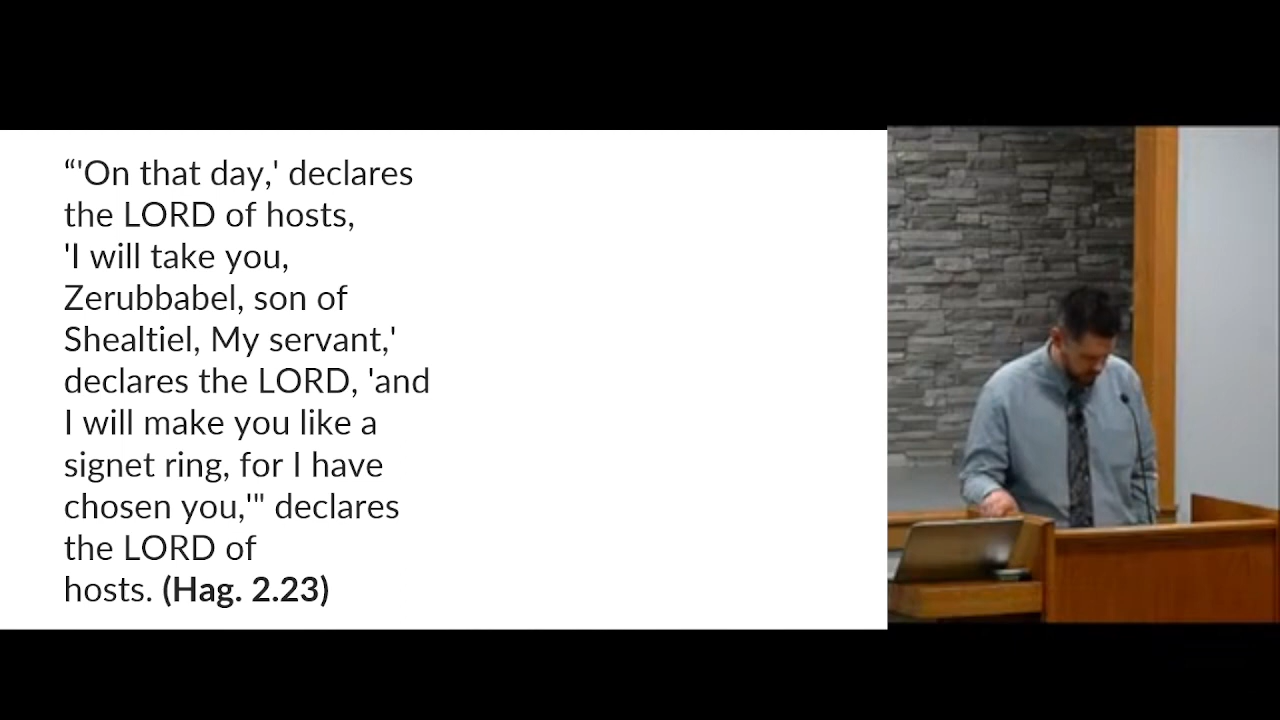 “'On that day,' declares
the LORD of hosts,
'I will take you,
Zerubbabel, son of
Shealtiel, My servant,'
declares the LORD, 'and
I will make you like a
signet ring, for I have
chosen you,'" declares
the LORD of
hosts. (Hag. 2.23)